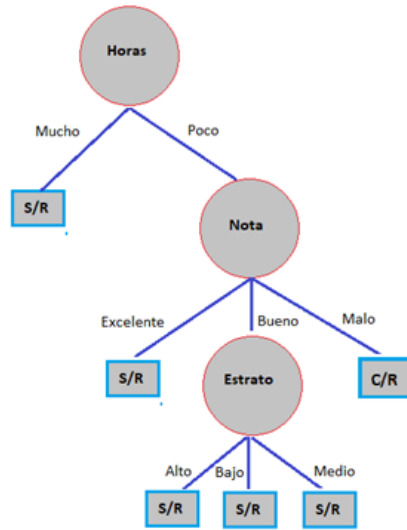 Horas
Mucho
Poco
S/R
Nota
Excelente
Bueno
Malo
S/R
Estrato
C/R
Alto
Bajo
Medio
S/R
S/R
S/R